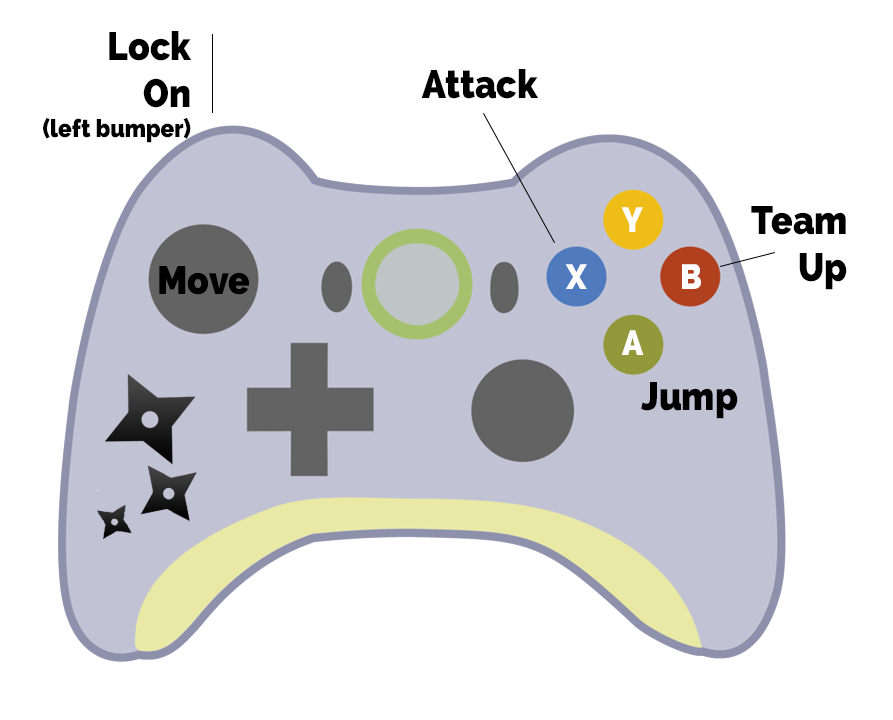 Lock
On
(left bumper)
Attack
Y
Team
Up
X
B
Move
A
Jump